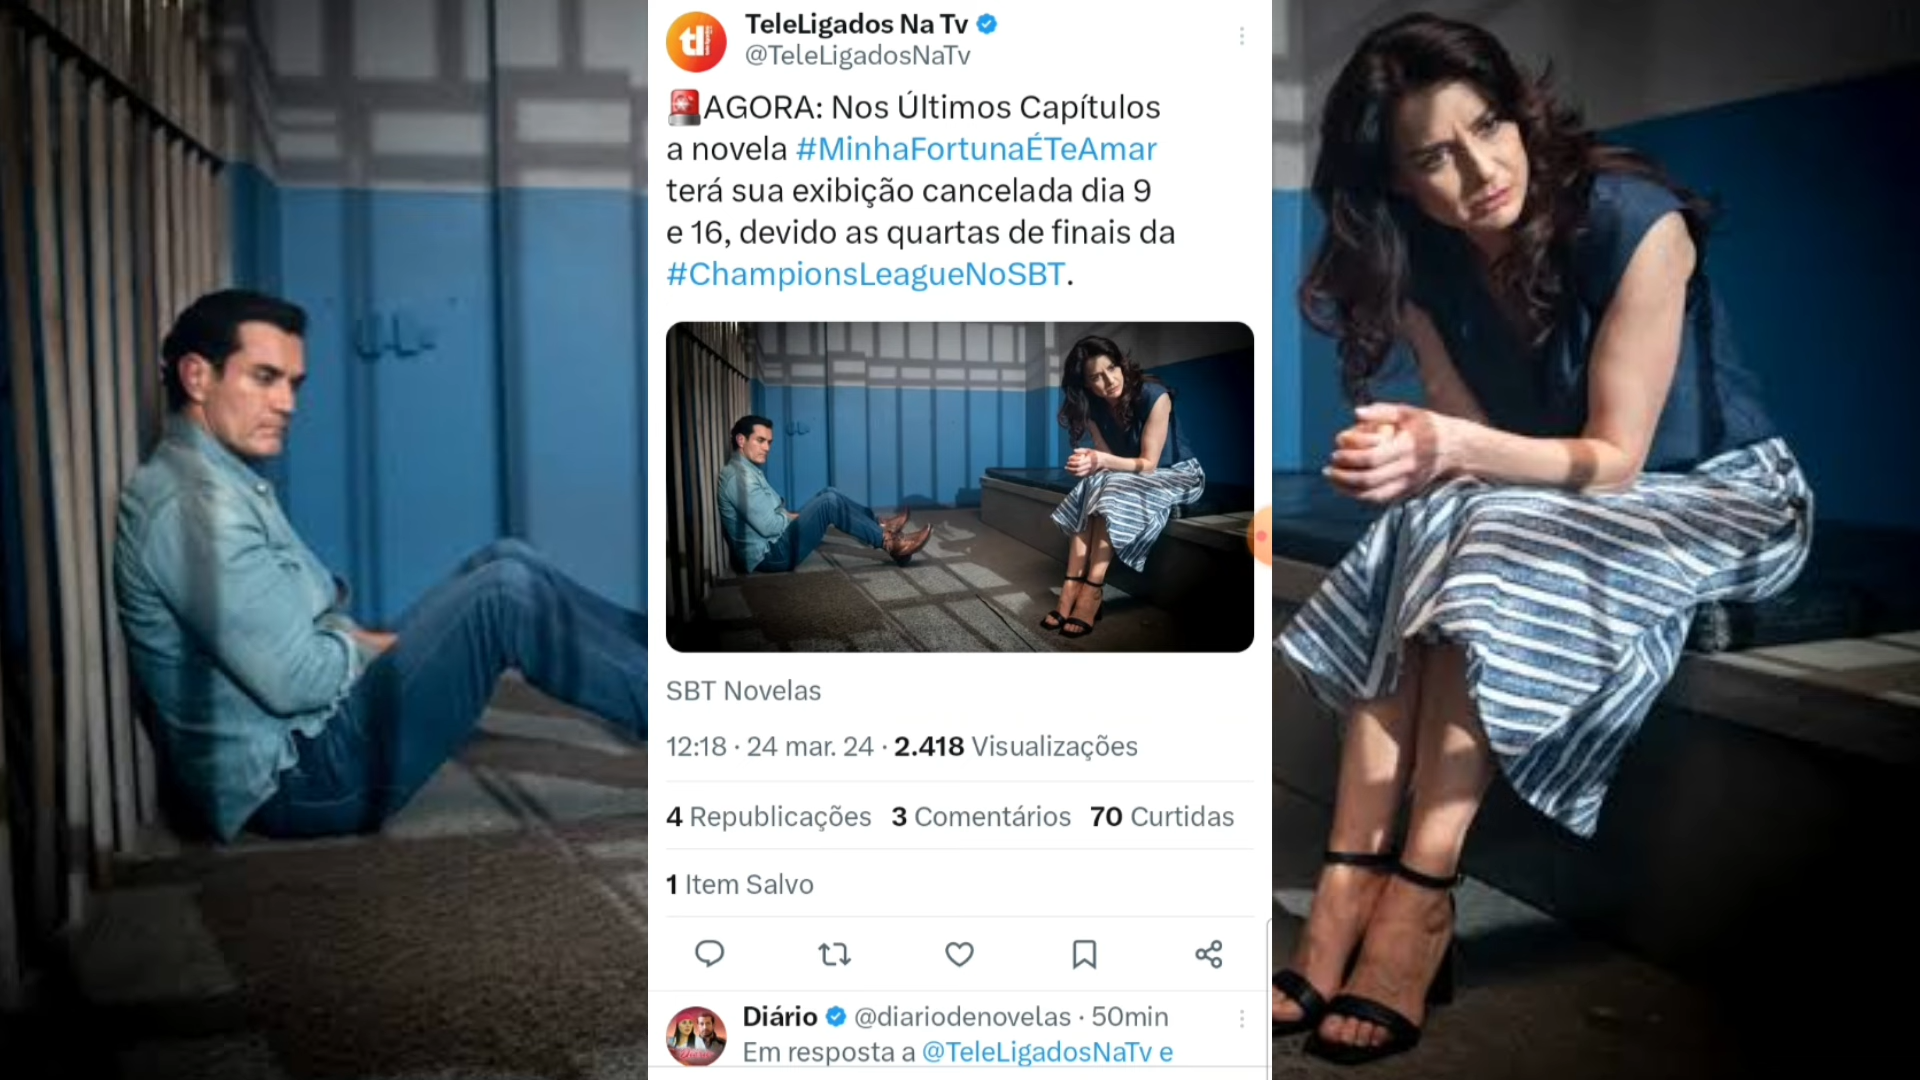 TeleLigados Na Tv
@TeleLigadosNaTv
🚨AGORA: Nos Últimos Capítulos
a novela #MinhaFortunaÉTeAmar
terá sua exibição cancelada dia 9
e 16, devido as quartas de finais da
#ChampionsLeagueNoSBT.
SBT Novelas
12:18 · 24 mar. 24 · 2.418 Visualizações
4 Republicações 3 Comentários 70 Curtidas
1 Item Salvo
Diário @diariodenovelas · 50min
Em resposta a @TeleLigadosNaTv e